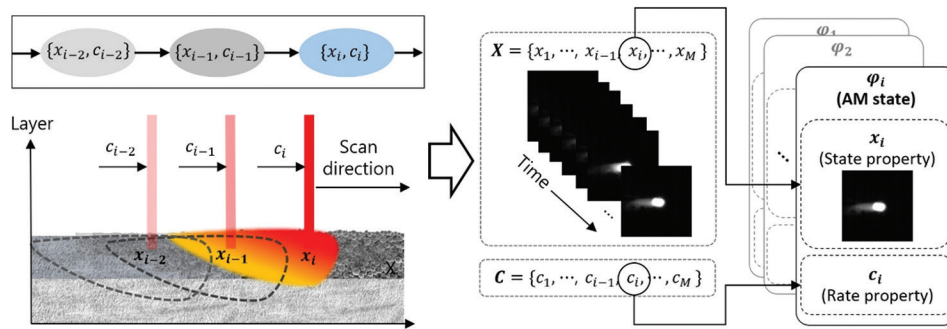 {x_{i-2}, c_{i-2}}
{x_{i-1}, c_{i-1}}
{x_i, c_i}
Layer
c_{i-2}
c_{i-1}
c_i
Scan
direction
x_{i-2}
x_{i-1}
x_i
X
X = {x_1, ⋯, x_{i-1}, x_i, ⋯, x_M}
Time
...
C = {c_1, ⋯, c_{i-1}, c_i, ⋯, c_M}
φ_1
φ_2
...
φ_i
(AM state)
x_i
(State property)
c_i
(Rate property)